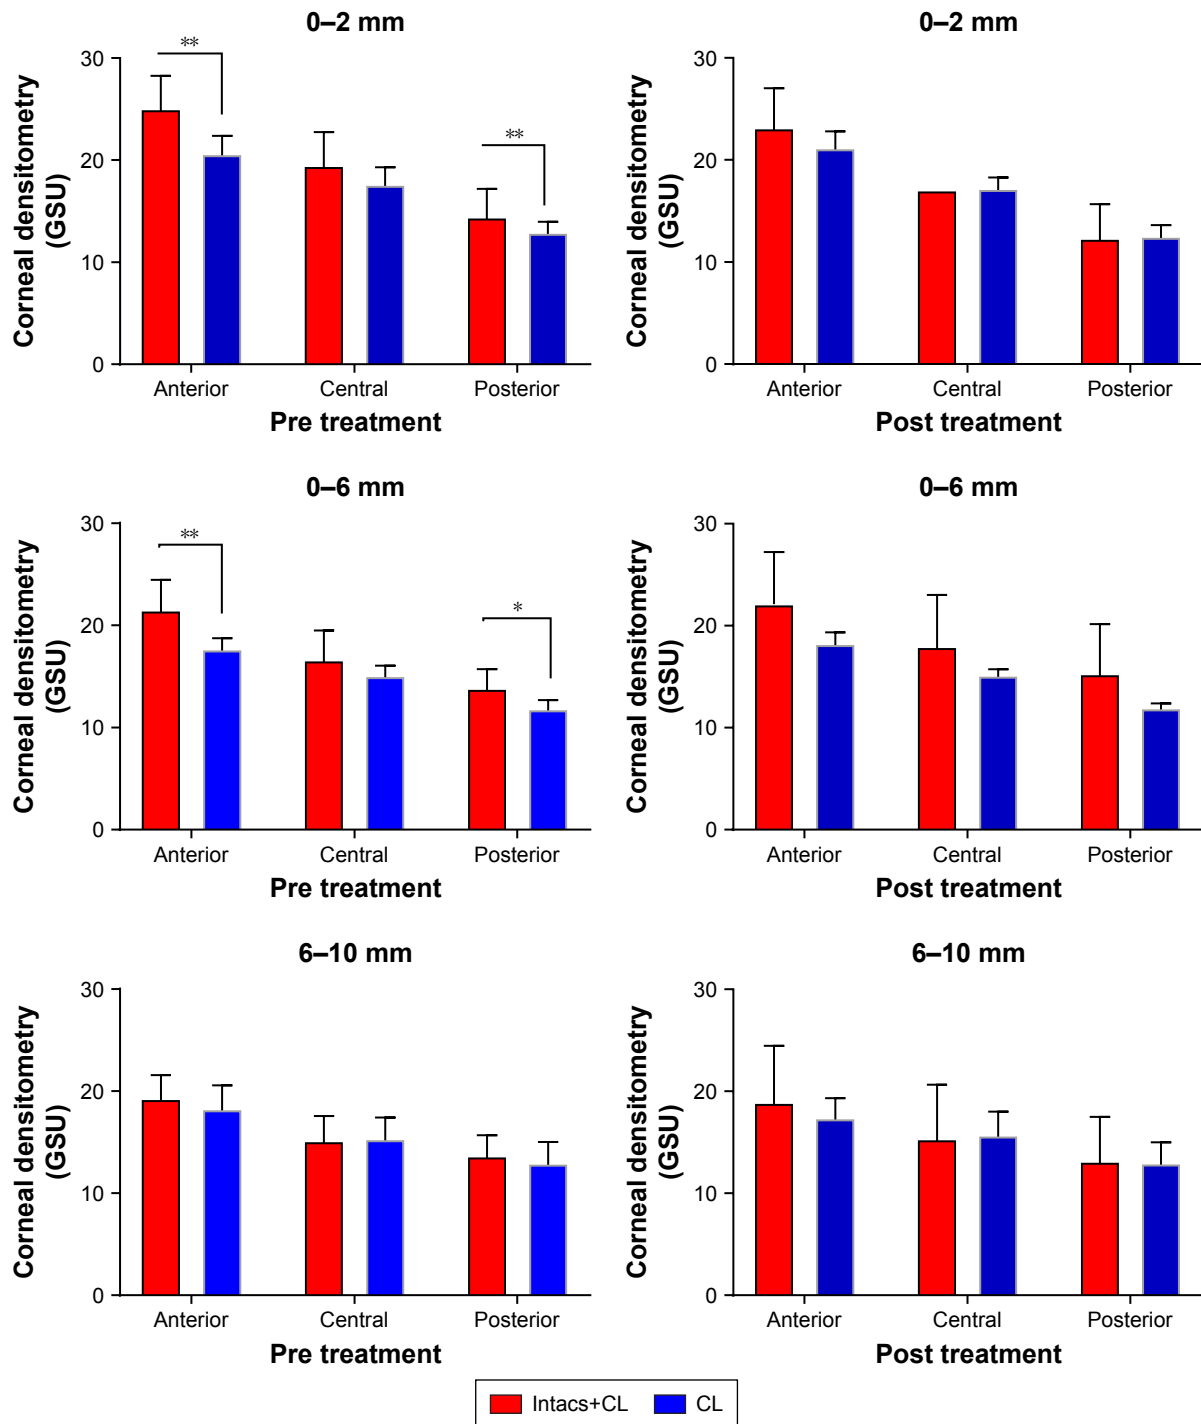 0–2 mm
Corneal densitometry
(GSU)
30
20
10
0
**
**
Anterior Central Posterior
Pre treatment
0–2 mm
Corneal densitometry
(GSU)
30
20
10
0
Anterior Central Posterior
Post treatment
0–6 mm
Corneal densitometry
(GSU)
30
20
10
0
**
*
Anterior Central Posterior
Pre treatment
0–6 mm
Corneal densitometry
(GSU)
30
20
10
0
Anterior Central Posterior
Post treatment
6–10 mm
Corneal densitometry
(GSU)
30
20
10
0
Anterior Central Posterior
Pre treatment
6–10 mm
Corneal densitometry
(GSU)
30
20
10
0
Anterior Central Posterior
Post treatment
Intacs+CL CL